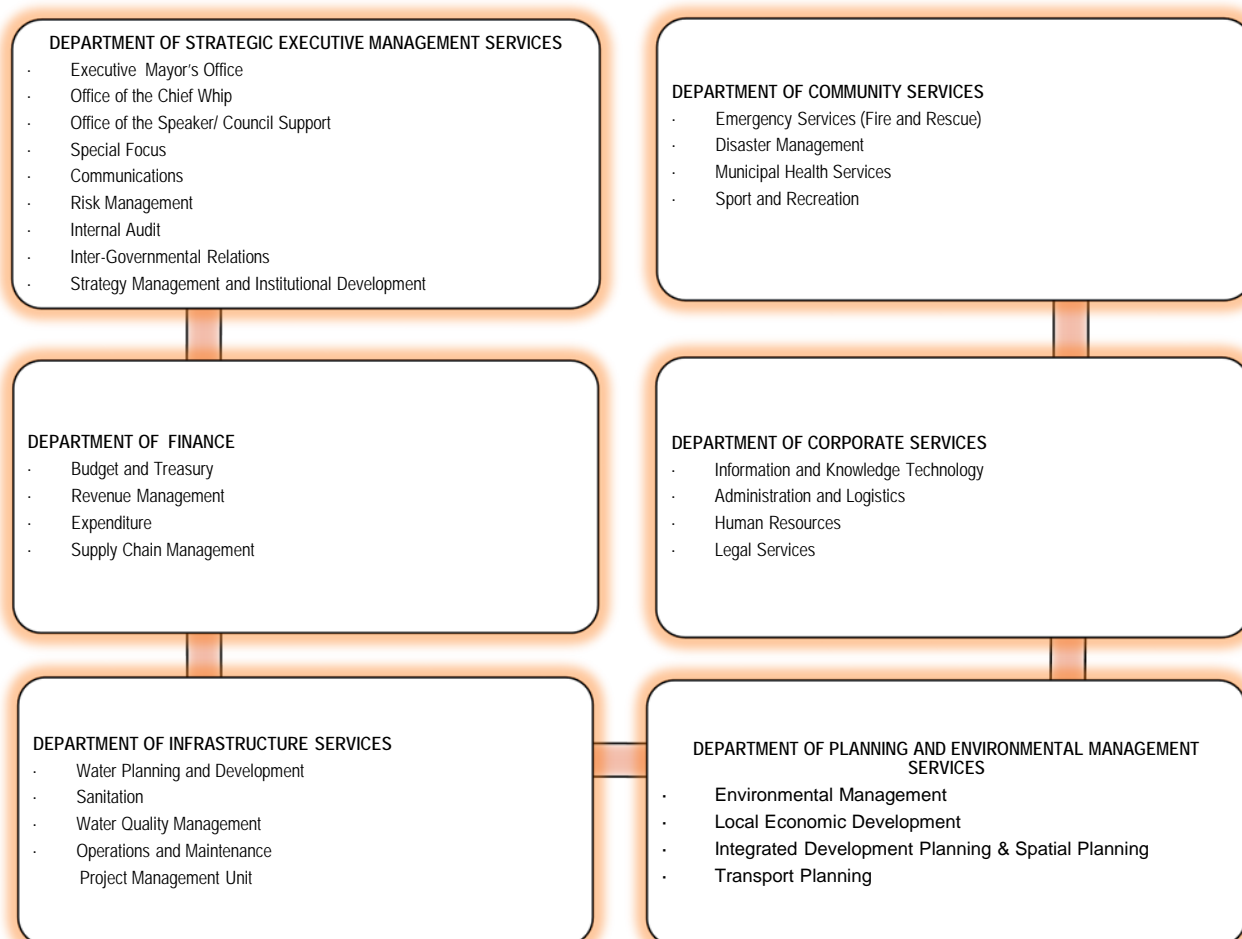 DEPARTMENT OF STRATEGIC EXECUTIVE MANAGEMENT SERVICES
· Executive Mayor's Office
· Office of the Chief Whip
· Office of the Speaker/ Council Support
· Special Focus
· Communications
· Risk Management
· Internal Audit
· Inter-Governmental Relations
· Strategy Management and Institutional Development
DEPARTMENT OF FINANCE
· Budget and Treasury
· Revenue Management
· Expenditure
· Supply Chain Management
DEPARTMENT OF INFRASTRUCTURE SERVICES
· Water Planning and Development
· Sanitation
· Water Quality Management
· Operations and Maintenance
Project Management Unit
DEPARTMENT OF PLANNING AND ENVIRONMENTAL MANAGEMENT
SERVICES
· Environmental Management
· Local Economic Development
· Integrated Development Planning & Spatial Planning
· Transport Planning
DEPARTMENT OF CORPORATE SERVICES
· Information and Knowledge Technology
· Administration and Logistics
· Human Resources
· Legal Services
DEPARTMENT OF COMMUNITY SERVICES
· Emergency Services (Fire and Rescue)
· Disaster Management
· Municipal Health Services
· Sport and Recreation